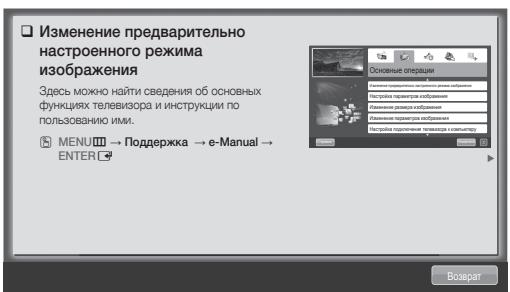 Изменение предварительно
настроенного режима
изображения
Здесь можно найти сведения об основных
функциях телевизора и инструкции по
пользованию ими.
MENU → Поддержка → e-Manual →
ENTER
Основные операции
Изменение предварительно настроенного режима изображения
Настройка параметров изображения
Изменение размера изображения
Изменение параметров изображения
Настройка подключения телевизора к компьютеру
Возврат